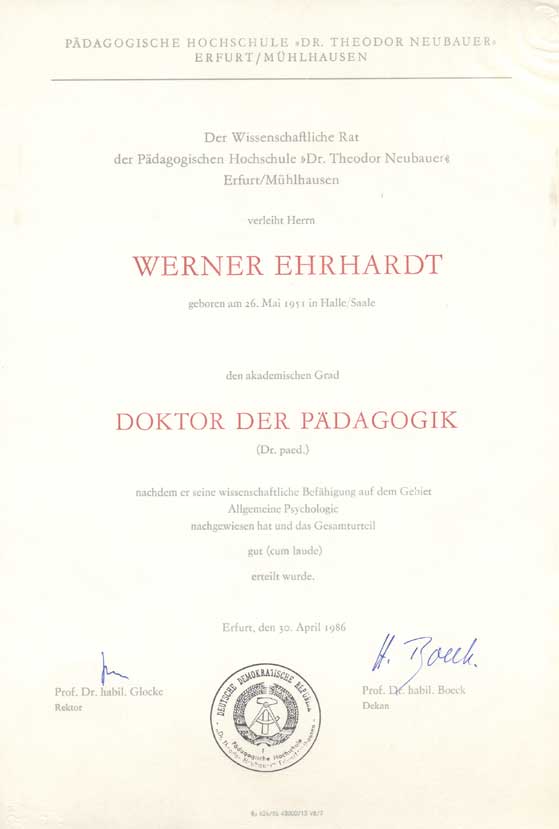 PÄDAGOGISCHE HOCHSCHULE »DR. THEODOR NEUBAUER«
ERFURT/MÜHLHAUSEN
Der Wissenschaftliche Rat
der Pädagogischen Hochschule »Dr. Theodor Neubauer«
Erfurt/Mühlhausen
verleiht Herrn
WERNER EHRHARDT
geboren am 26. Mai 1951 in Halle/Saale
den akademischen Grad
DOKTOR DER PÄDAGOGIK
(Dr. paed.)
nachdem er seine wissenschaftliche Befähigung auf dem Gebiet
Allgemeine Psychologie
nachgewiesen hat und das Gesamturteil
gut (cum laude)
erteilt wurde.
Erfurt, den 30. April 1986
H. Boeck.
Prof. Dr. habil. Glocke
Rektor
Prof. Dr. habil. Boeck
Dekan
DEUTSCHE DEMOKRATISCHE REPUBLIK
1
Pädagogische Hochschule